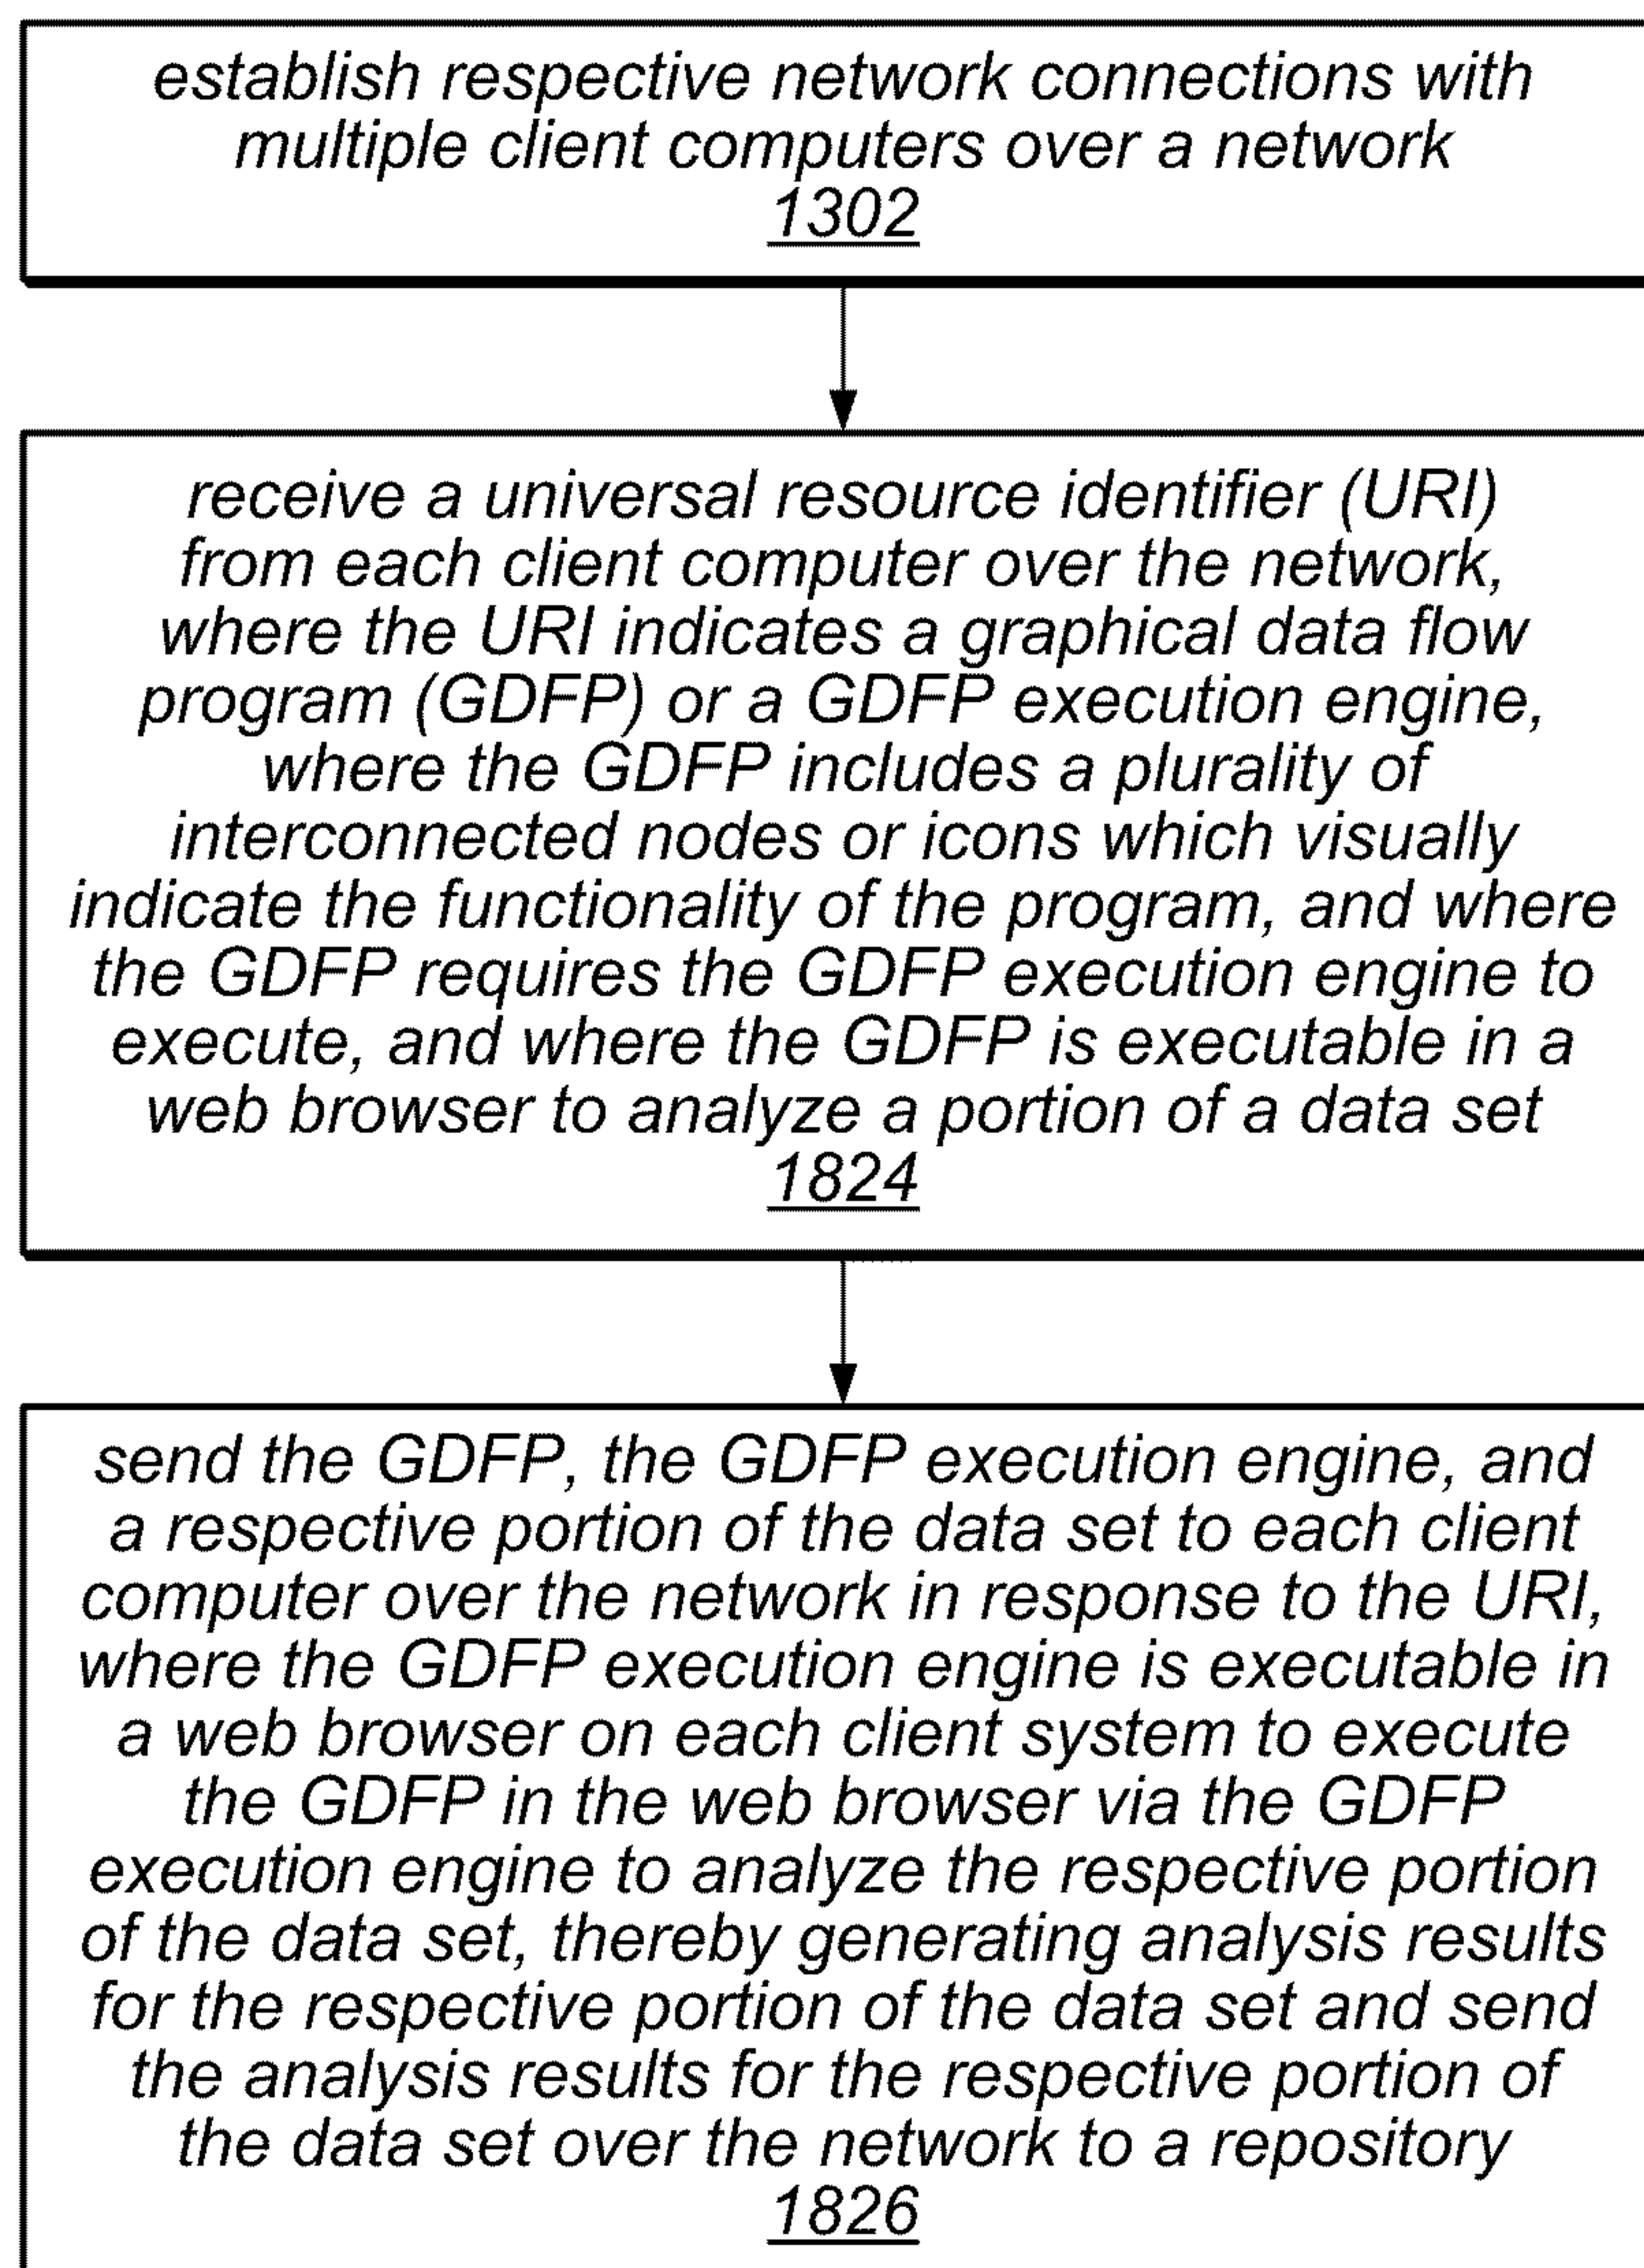 establish respective network connections with
multiple client computers over a network
1302
receive a universal resource identifier (URI)
from each client computer over the network,
where the URI indicates a graphical data flow
program (GDFP) or a GDFP execution engine,
where the GDFP includes a plurality of
interconnected nodes or icons which visually
indicate the functionality of the program, and where
the GDFP requires the GDFP execution engine to
execute, and where the GDFP is executable in a
web browser to analyze a portion of a data set
1824
send the GDFP, the GDFP execution engine, and
a respective portion of the data set to each client
computer over the network in response to the URI,
where the GDFP execution engine is executable in
a web browser on each client system to execute
the GDFP in the web browser via the GDFP
execution engine to analyze the respective portion
of the data set, thereby generating analysis results
for the respective portion of the data set and send
the analysis results for the respective portion of
the data set over the network to a repository
1826